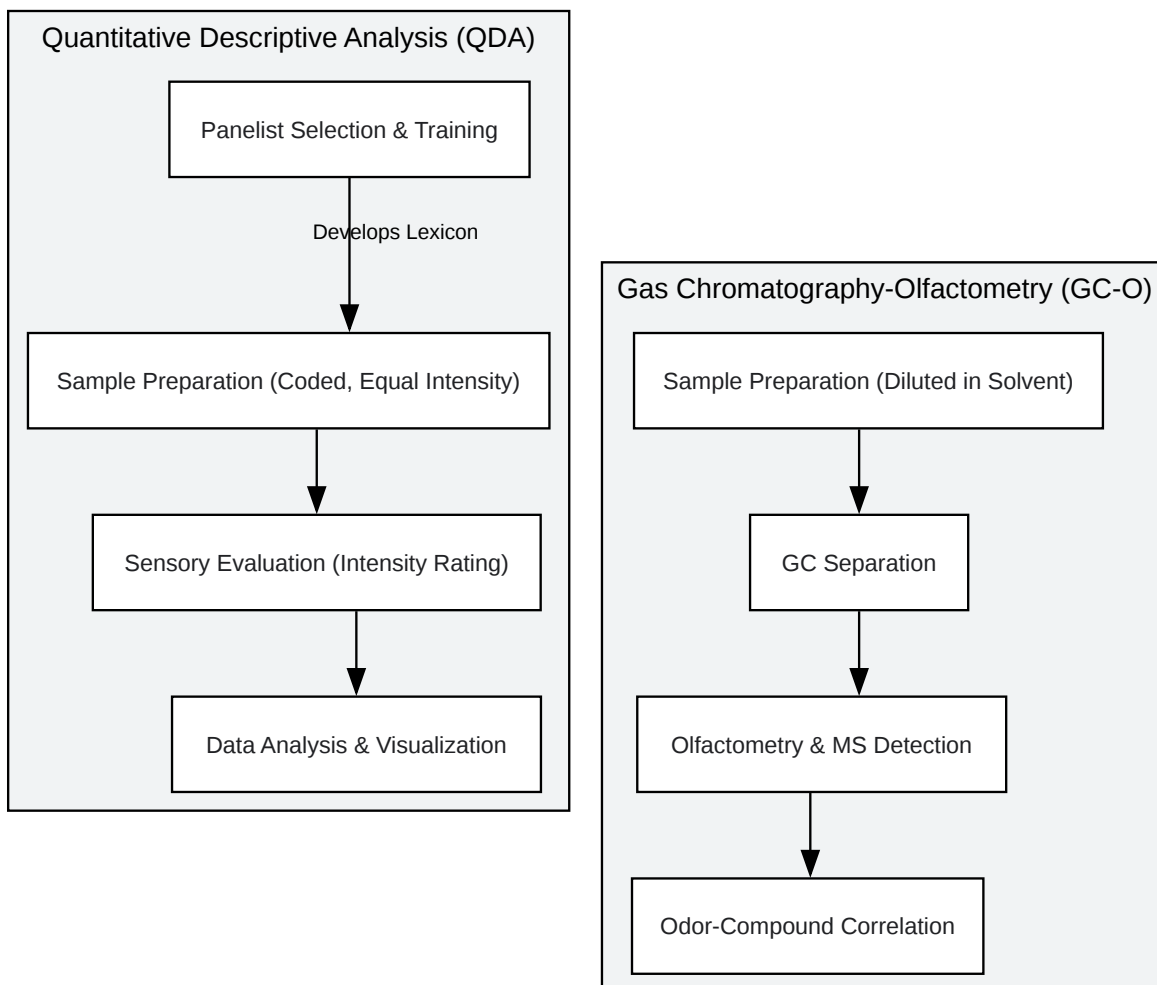 Quantitative Descriptive Analysis (QDA)
Panelist Selection & Training
Develops Lexicon
Sample Preparation (Coded, Equal Intensity)
Sensory Evaluation (Intensity Rating)
Data Analysis & Visualization
Gas Chromatography-Olfactometry (GC-O)
Sample Preparation (Diluted in Solvent)
GC Separation
Olfactometry & MS Detection
Odor-Compound Correlation